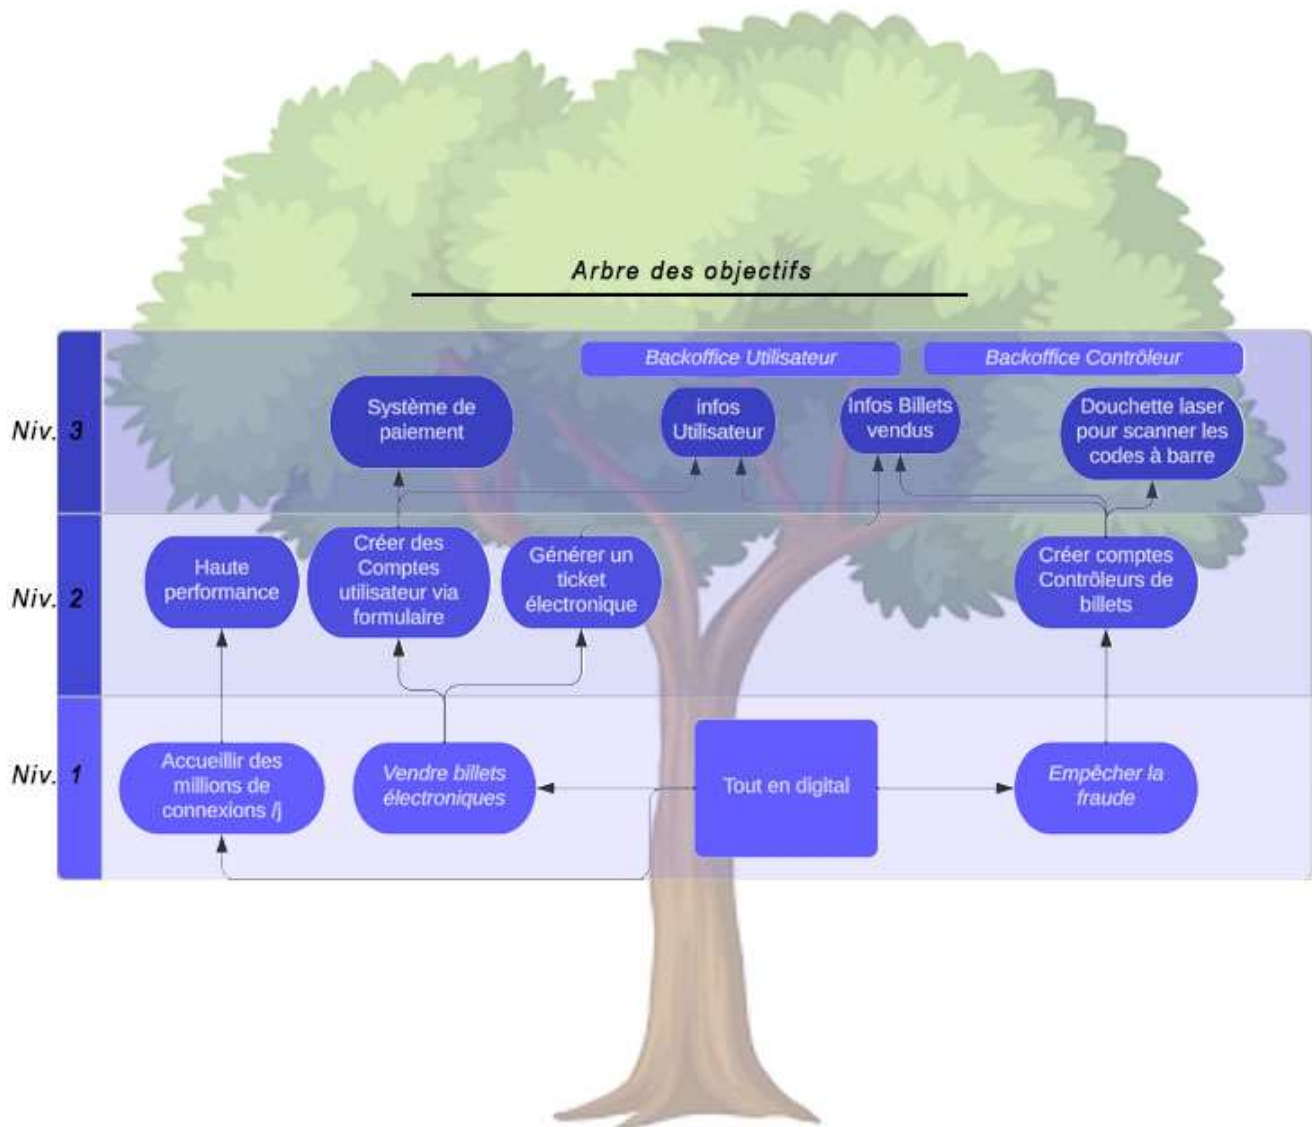 Arbre des objectifs
Backoffice Utilisateur
Backoffice Contrôleur
Niv. 3
Système de
paiement
infos
Utilisateur
Infos Billets
vendus
Douchette laser
pour scanner les
codes à barre
Niv. 2
Haute
performance
Créer des
Comptes
utilisateur via
formulaire
Générer un
ticket
électronique
Créer comptes
Contrôleurs de
billets
Niv. 1
Accueillir des
millions de
connexions /j
Vendre billets
électroniques
Tout en digital
Empêcher la
fraude